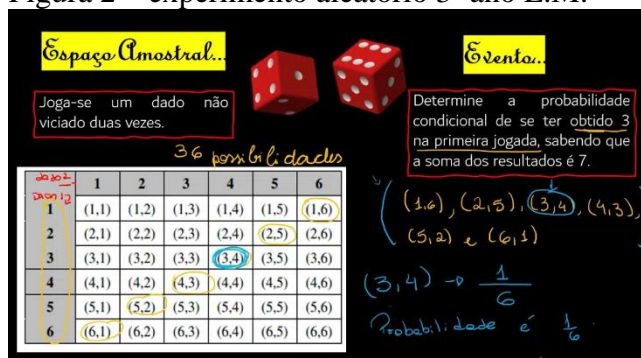 Figura 2 – experimento aleatório 3° ano E.M.
Espaço Amostral...
Joga-se um dado não
viciado duas vezes.
36 possibilidades
dado 2
1 2 3 4 5 6
1 (1,1) (1,2) (1,3) (1,4) (1,5) (1,6)
2 (2,1) (2,2) (2,3) (2,4) (2,5) (2,6)
3 (3,1) (3,2) (3,3) (3,4) (3,5) (3,6)
4 (4,1) (4,2) (4,3) (4,4) (4,5) (4,6)
5 (5,1) (5,2) (5,3) (5,4) (5,5) (5,6)
6 (6,1) (6,2) (6,3) (6,4) (6,5) (6,6)
Evento...
Determine a probabilidade
condicional de se ter obtido 3
na primeira jogada, sabendo que
a soma dos resultados é 7.
(1,6), (2,5), (3,4), (4,3),
(5,2) e (6,1)
(3,4) → 1/6
Probabilidade é 1/6